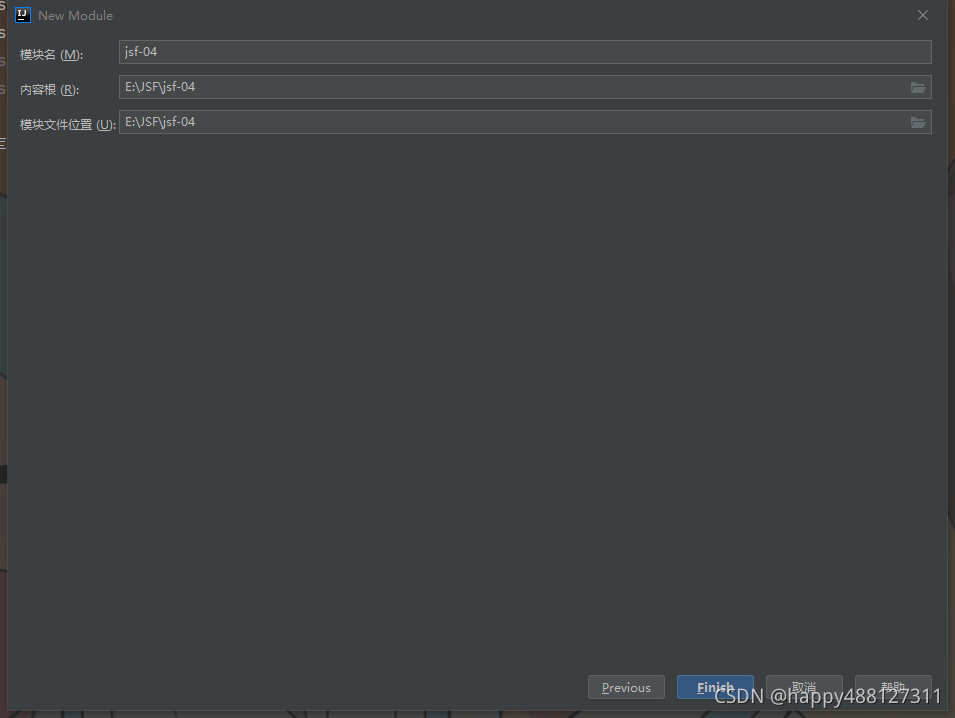 New Module
模块名 (M):
jsf-04
内容根 (R):
E:\JSF\jsf-04
模块文件位置 (U):
E:\JSF\jsf-04
Previous
Finish
取消
帮助
CSDN @happy488127311